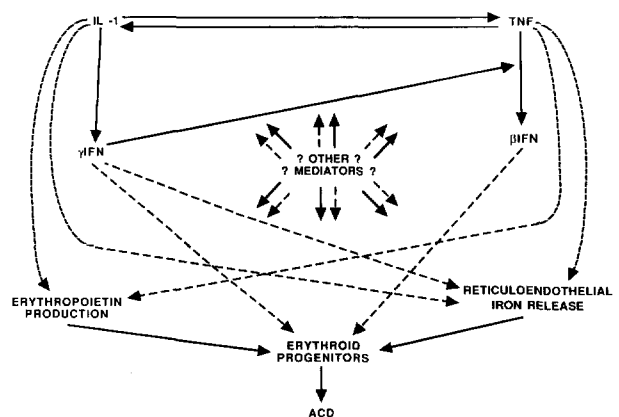 IL -1
TNF
γIFN
βIFN
? OTHER ?
? MEDIATORS ?
ERYTHROPOIETIN
PRODUCTION
RETICULOENDOTHELIAL
IRON RELEASE
ERYTHROID
PROGENITORS
ACD